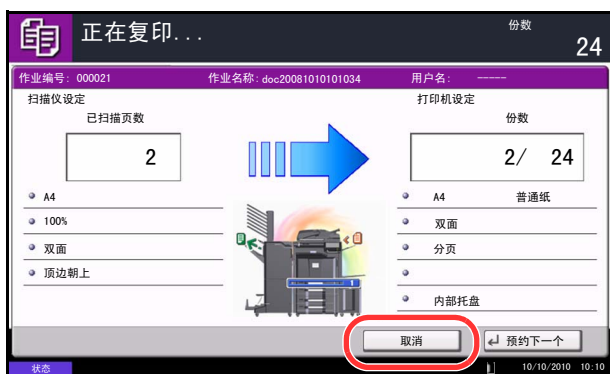 正在复印...
份数
24
作业编号: 000021 作业名称: doc20081010101034 用户名: -----
扫描仪设定
打印机设定
已扫描页数
份数
2
2/ 24
A4
A4 普通纸
100%
双面
双面
分页
顶边朝上
内部托盘
取消
预约下一个
状态
10/10/2010 10:10